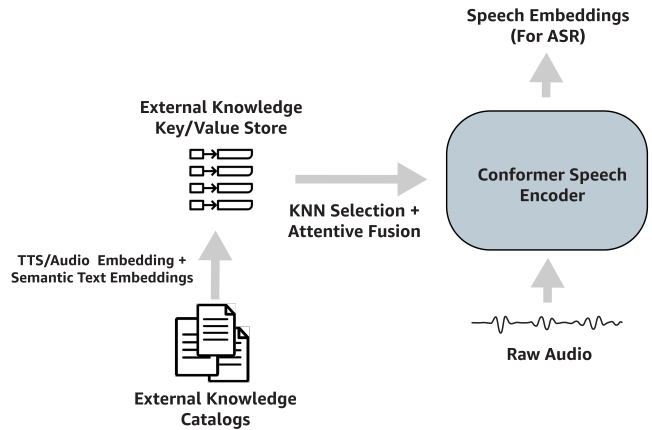 Speech Embeddings
(For ASR)
External Knowledge
Key/Value Store
Conformer Speech
Encoder
KNN Selection +
Attentive Fusion
TTS/Audio Embedding +
Semantic Text Embeddings
Raw Audio
External Knowledge
Catalogs